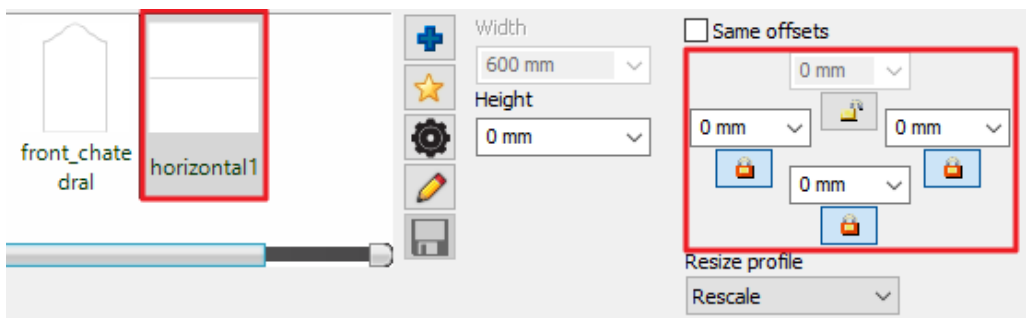 front_chate
dral
horizontal1
Width
600 mm
Height
0 mm
Same offsets
0 mm
0 mm
0 mm
0 mm
Resize profile
Rescale